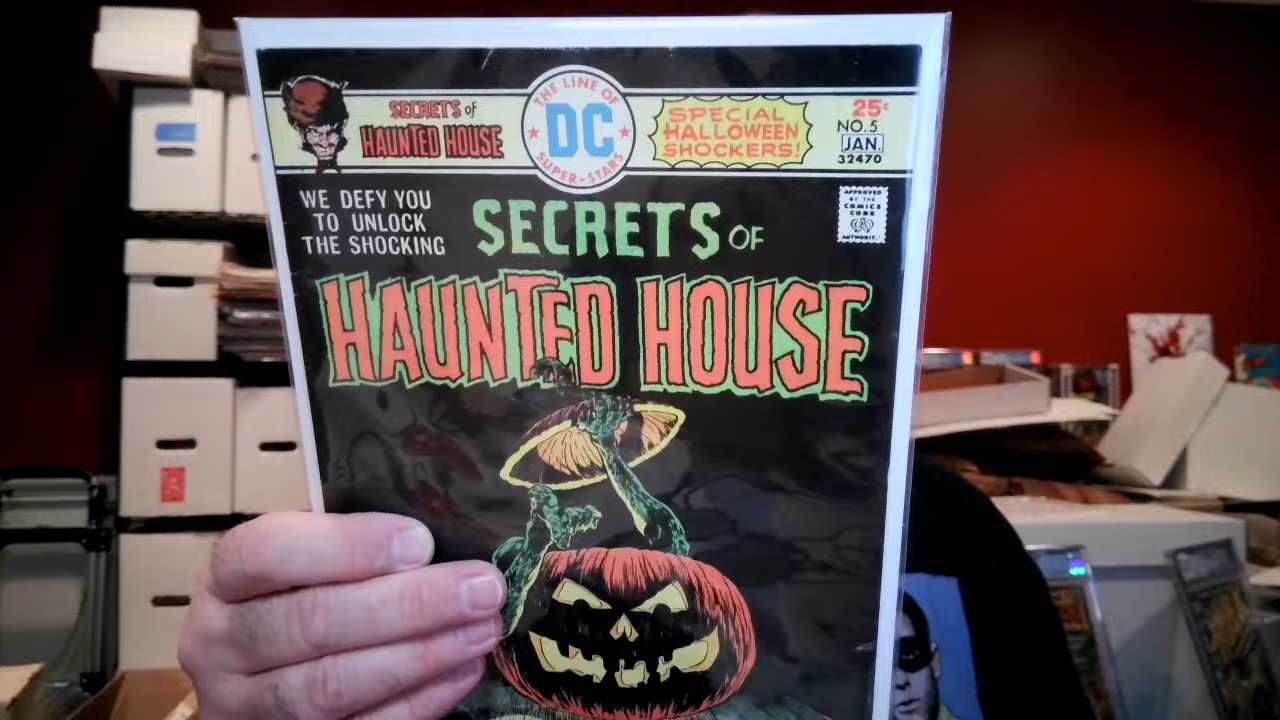 SECRETS OF
HAUNTED HOUSE
THE LINE OF
DC
SUPER-STARS
SPECIAL
HALLOWEEN
SHOCKERS!
25¢
NO.5
JAN.
32470
APPROVED
BY THE
COMICS
CODE
AUTHORITY
WE DEFY YOU
TO UNLOCK
THE SHOCKING
SECRETS OF
HAUNTED HOUSE